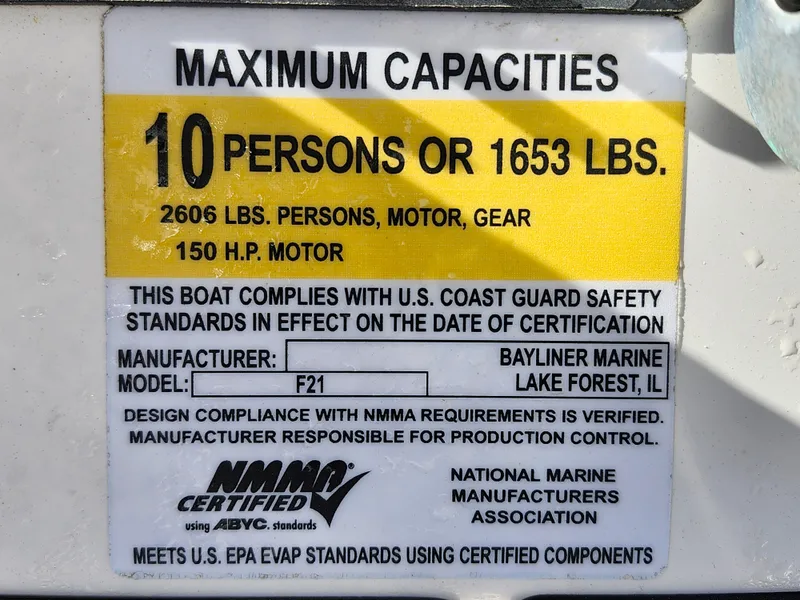 MAXIMUM CAPACITIES
10 PERSONS OR 1653 LBS.
2606 LBS. PERSONS, MOTOR, GEAR
150 H.P. MOTOR
THIS BOAT COMPLIES WITH U.S. COAST GUARD SAFETY
STANDARDS IN EFFECT ON THE DATE OF CERTIFICATION
MANUFACTURER: BAYLINER MARINE
MODEL: F21 LAKE FOREST, IL
DESIGN COMPLIANCE WITH NMMA REQUIREMENTS IS VERIFIED.
MANUFACTURER RESPONSIBLE FOR PRODUCTION CONTROL.
NMMA®
CERTIFIED
using ABYC. standards
NATIONAL MARINE
MANUFACTURERS
ASSOCIATION
MEETS U.S. EPA EVAP STANDARDS USING CERTIFIED COMPONENTS